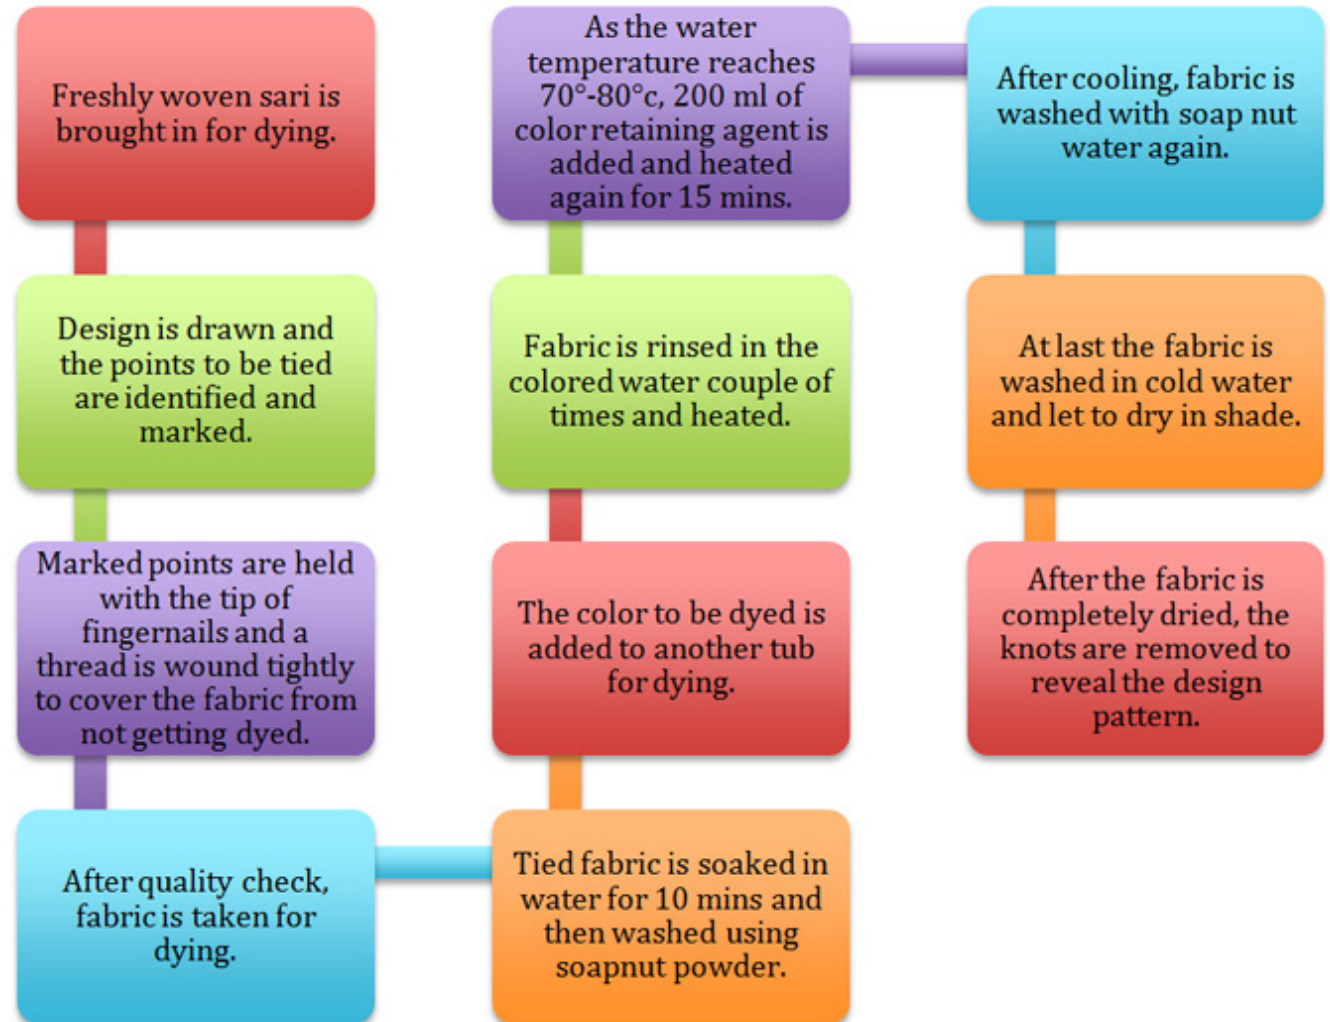 Freshly woven sari is
brought in for dying.
Design is drawn and
the points to be tied
are identified and
marked.
Marked points are held
with the tip of
fingernails and a
thread is wound tightly
to cover the fabric from
not getting dyed.
After quality check,
fabric is taken for
dying.
Tied fabric is soaked in
water for 10 mins and
then washed using
soapnut powder.
The color to be dyed is
added to another tub
for dying.
Fabric is rinsed in the
colored water couple of
times and heated.
As the water
temperature reaches
70°-80°c, 200 ml of
color retaining agent is
added and heated
again for 15 mins.
After cooling, fabric is
washed with soap nut
water again.
At last the fabric is
washed in cold water
and let to dry in shade.
After the fabric is
completely dried, the
knots are removed to
reveal the design
pattern.